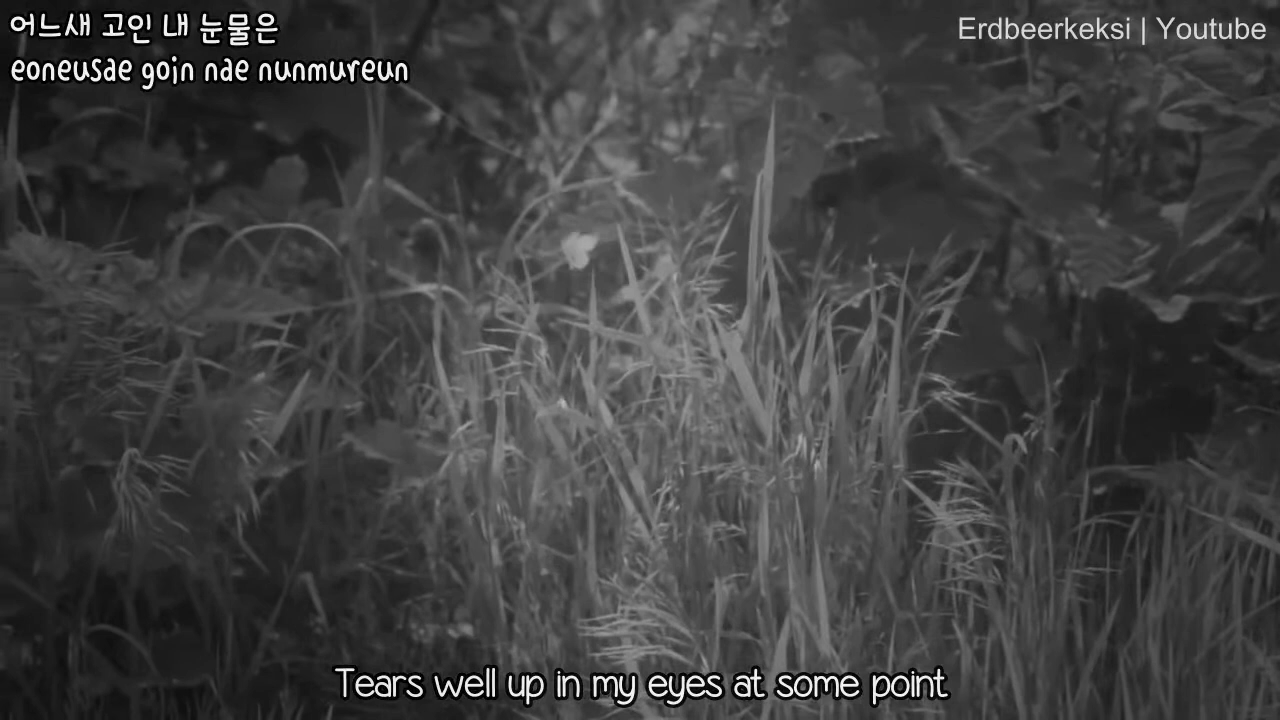 어느새 고인 내 눈물은
eoneusae goin nae nunmureun
Erdbeerkeksi | Youtube
Tears well up in my eyes at some point